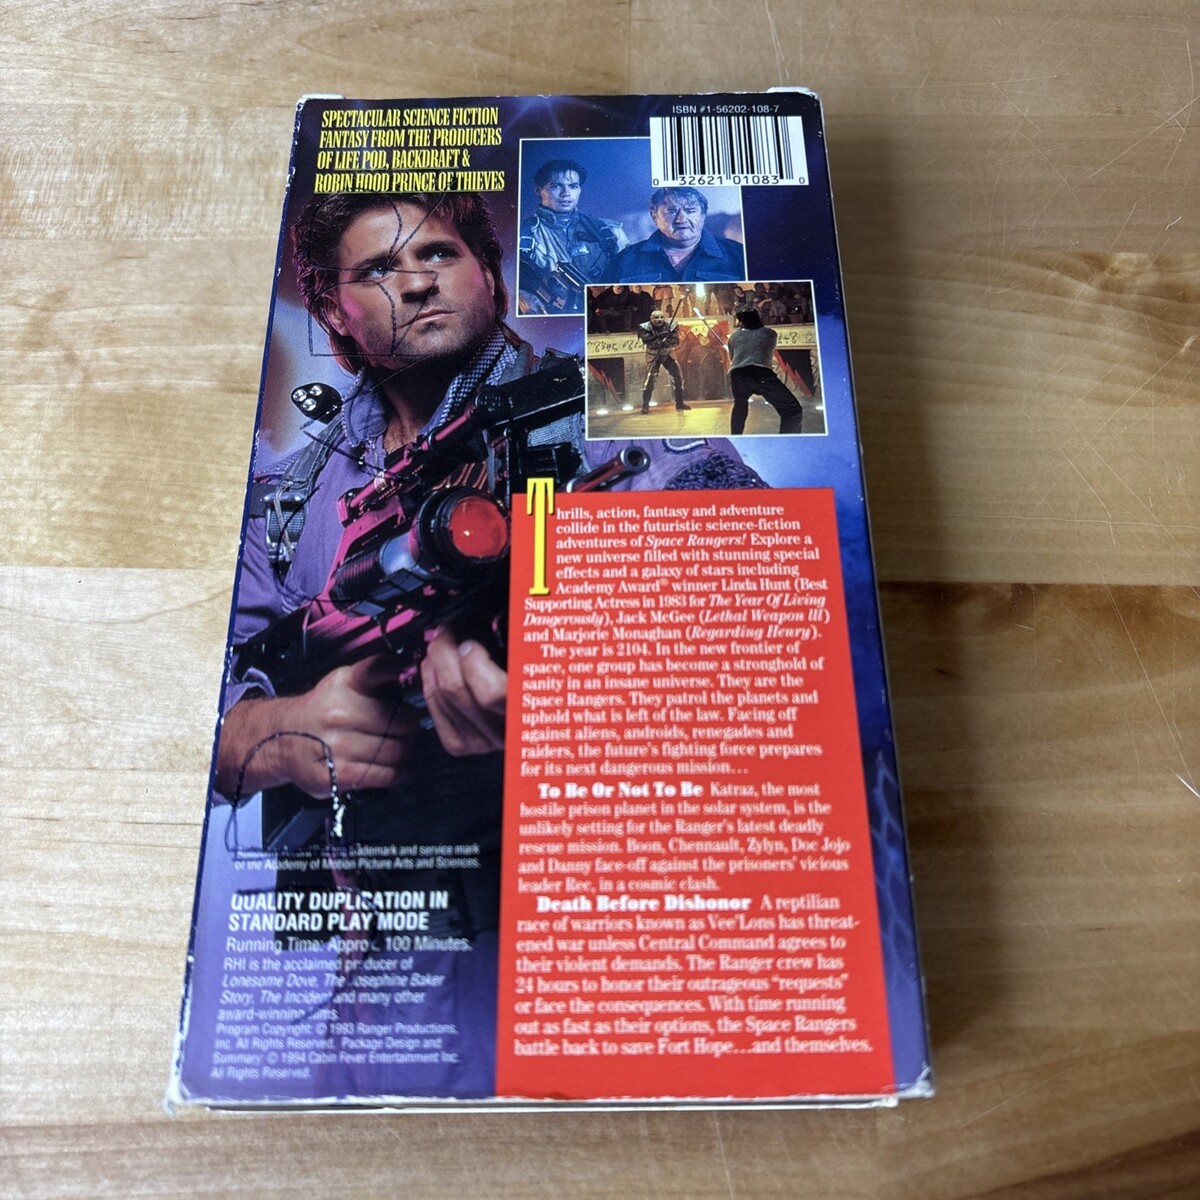 SPECTACULAR SCIENCE FICTION
FANTASY FROM THE PRODUCERS
OF LIFE POD, BACKDRAFT &
ROBIN HOOD PRINCE OF THIEVES
ISBN #1-56202-108-7
0 32621 01083 0
Thrills, action, fantasy and adventure
collide in the futuristic science-fiction
adventures of Space Rangers! Explore a
new universe filled with stunning special
effects and a galaxy of stars including
Academy Award® winner Linda Hunt (Best
Supporting Actress in 1983 for The Year Of Living
Dangerously), Jack McGee (Lethal Weapon III)
and Marjorie Monaghan (Regarding Henry).
The year is 2104. In the new frontier of
space, one group has become a stronghold of
sanity in an insane universe. They are the
Space Rangers. They patrol the planets and
uphold what is left of the law. Facing off
against aliens, androids, renegades and
raiders, the future's fighting force prepares
for its next dangerous mission...
To Be Or Not To Be Katraz, the most
hostile prison planet in the solar system, is the
unlikely setting for the Ranger's latest deadly
rescue mission. Boon, Chennault, Zylyn, Doc Jojo
and Danny face-off against the prisoners' vicious
leader Rec, in a cosmic clash.
Death Before Dishonor A reptilian
race of warriors known as Vee'Lons has threat-
ened war unless Central Command agrees to
their violent demands. The Ranger crew has
24 hours to honor their outrageous "requests"
or face the consequences. With time running
out as fast as their options, the Space Rangers
battle back to save Fort Hope...and themselves.
trademark and service mark
of the Academy of Motion Picture Arts and Sciences.
QUALITY DUPLICATION IN
STANDARD PLAY MODE
Running Time: Approx. 100 Minutes.
RHI is the acclaimed producer of
Lonesome Dove, The Josephine Baker
Story, The Incident and many other
award-winning films.
Program Copyright: © 1993 Ranger Productions,
Inc. All Rights Reserved. Package Design and
Summary: © 1994 Cabin Fever Entertainment Inc.
All Rights Reserved.